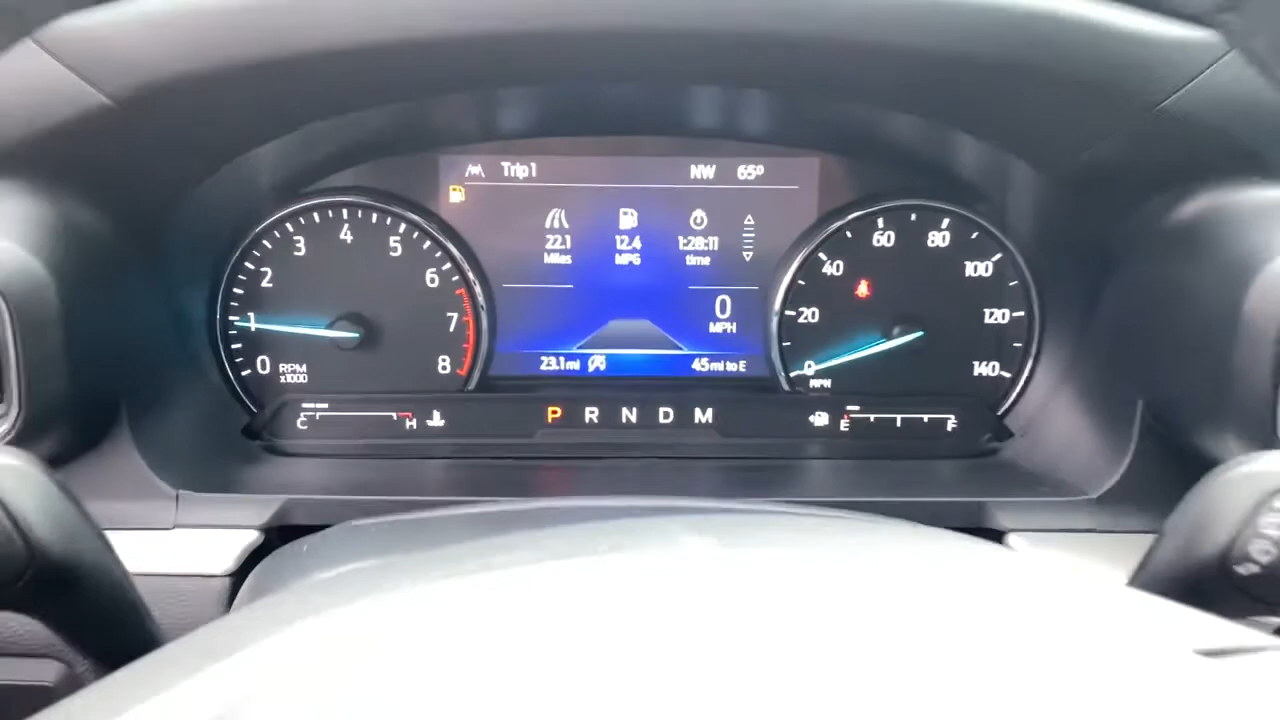 Trip 1 NW 65°
22.1 12.4 1:28:11
Miles MPG time
0
MPH
23.1 mi 45 mi to E
0 1 2 3 4 5 6 7 8
RPM
x1000
0 20 40 60 80 100 120 140
MPH
C H P R N D M E F